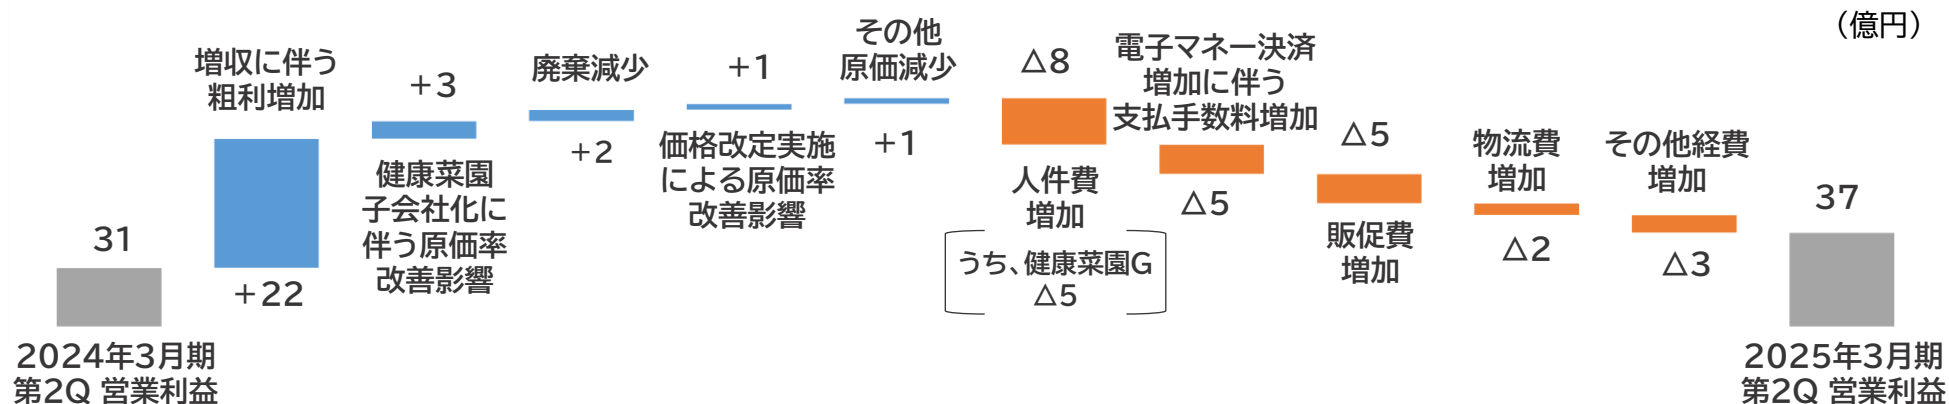 （億円）
31
2024年3月期
第2Q 営業利益
増収に伴う
粗利増加
＋22
＋3
健康菜園
子会社化に
伴う原価率
改善影響
廃棄減少
＋2
＋1
価格改定実施
による原価率
改善影響
その他
原価減少
＋1
△8
人件費
増加
うち、健康菜園G
△5
電子マネー決済
増加に伴う
支払手数料増加
△5
△5
販促費
増加
物流費
増加
△2
その他経費
増加
△3
37
2025年3月期
第2Q 営業利益